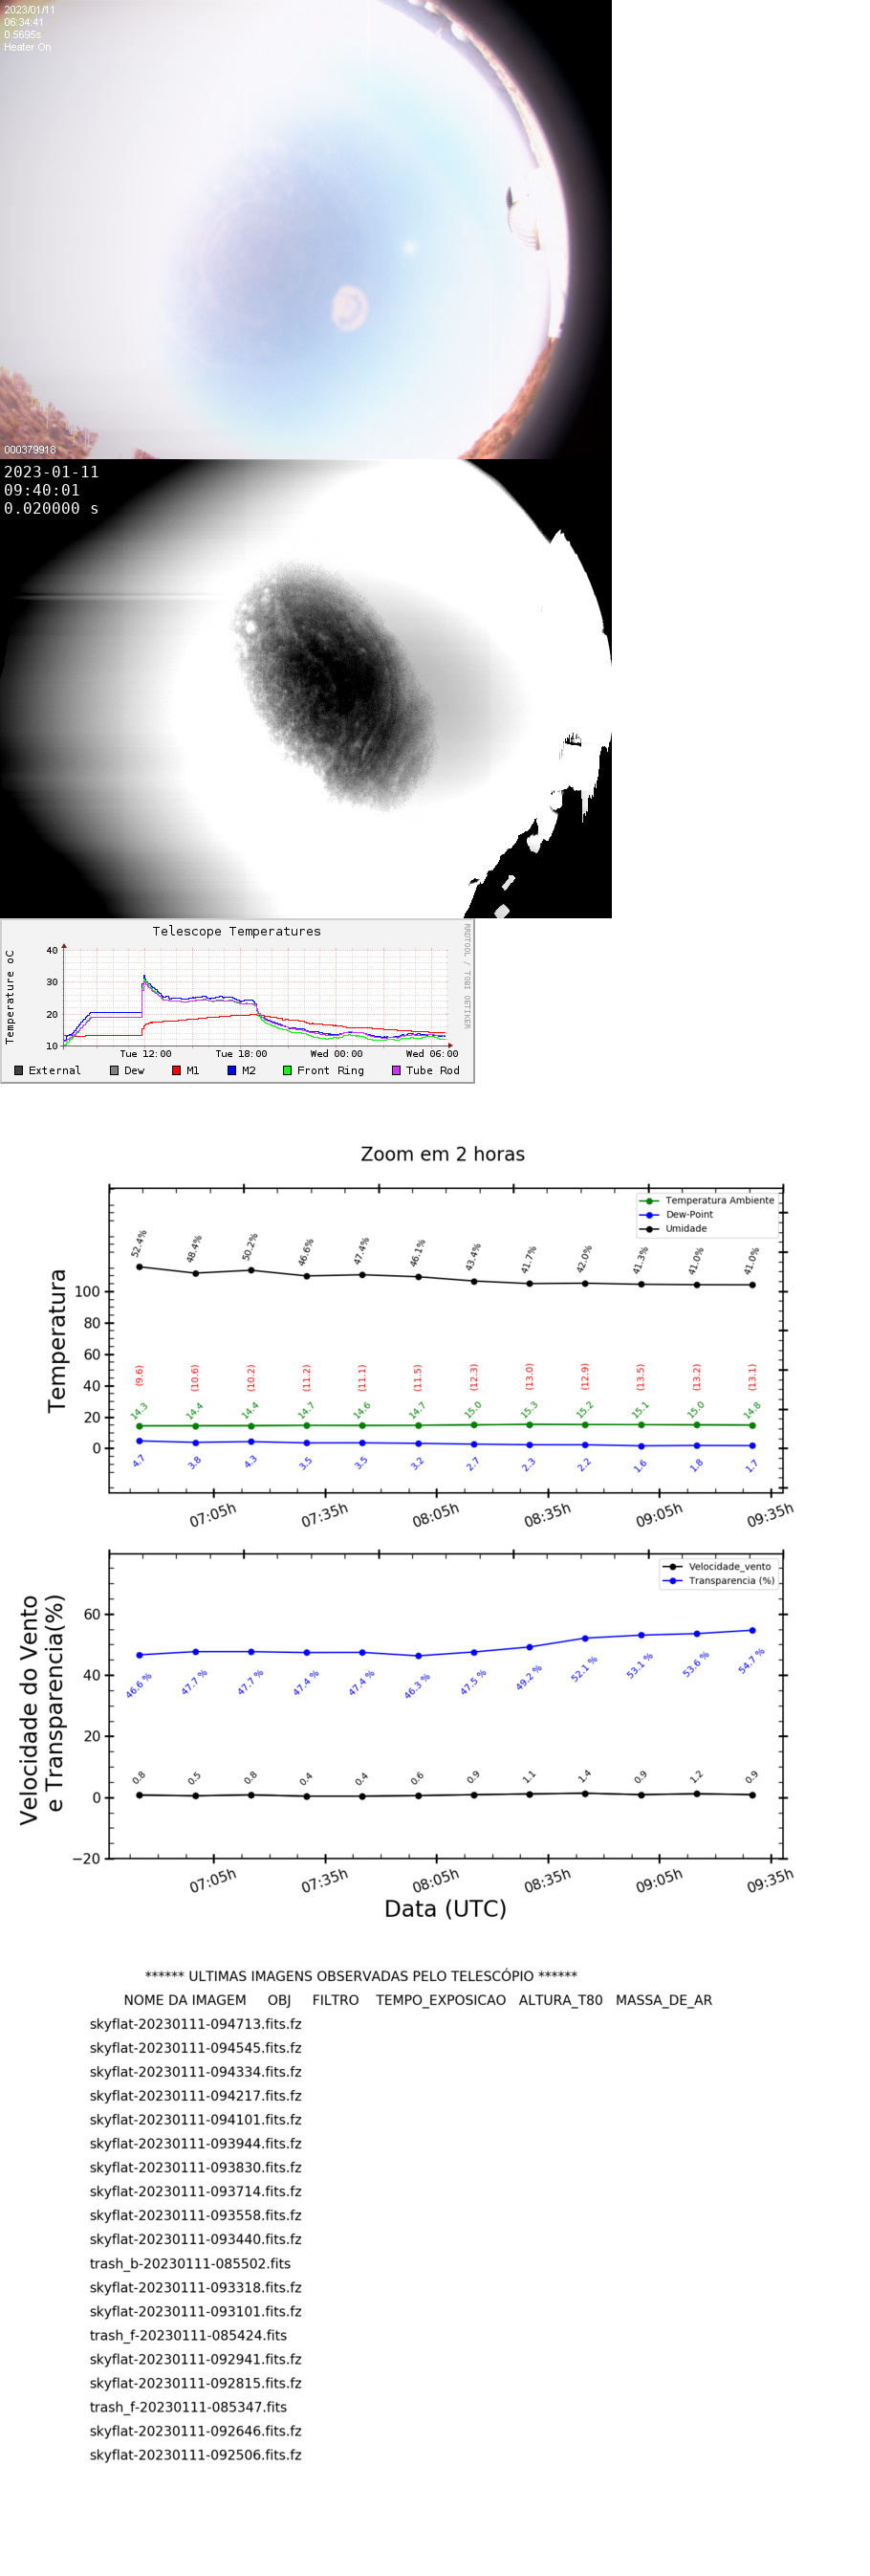 2023/01/11
06:34:41
0.5695s
Heater On
000379918
2023-01-11
09:40:01
0.020000 s
Telescope Temperatures
RRDTOOL / TOBI OETIKER
Temperature oC
40
30
20
10
Tue 12:00 Tue 18:00 Wed 00:00 Wed 06:00
External Dew M1 M2 Front Ring Tube Rod
Zoom em 2 horas
Temperatura Ambiente
Dew-Point
Umidade
52.4% 48.4% 50.2% 46.6% 47.4% 46.1% 43.4% 41.7% 42.0% 41.3% 41.0% 41.0%
Temperatura
100
80
60
40
20
0
(9.6) (10.6) (10.2) (11.2) (11.1) (11.5) (12.3) (13.0) (12.9) (13.5) (13.2) (13.1)
14.3 14.4 14.4 14.7 14.6 14.7 15.0 15.3 15.2 15.1 15.0 14.8
4.7 3.8 4.3 3.5 3.5 3.2 2.7 2.3 2.2 1.6 1.8 1.7
07:05h 07:35h 08:05h 08:35h 09:05h 09:35h
Velocidade_vento
Transparencia (%)
Velocidade do Vento
e Transparencia(%)
60
40
20
0
−20
46.6 % 47.7 % 47.7 % 47.4 % 47.4 % 46.3 % 47.5 % 49.2 % 52.1 % 53.1 % 53.6 % 54.7 %
0.8 0.5 0.8 0.4 0.4 0.6 0.9 1.1 1.4 0.9 1.2 0.9
07:05h 07:35h 08:05h 08:35h 09:05h 09:35h
Data (UTC)
****** ULTIMAS IMAGENS OBSERVADAS PELO TELESCÓPIO ******
NOME DA IMAGEM OBJ FILTRO TEMPO_EXPOSICAO ALTURA_T80 MASSA_DE_AR
skyflat-20230111-094713.fits.fz
skyflat-20230111-094545.fits.fz
skyflat-20230111-094334.fits.fz
skyflat-20230111-094217.fits.fz
skyflat-20230111-094101.fits.fz
skyflat-20230111-093944.fits.fz
skyflat-20230111-093830.fits.fz
skyflat-20230111-093714.fits.fz
skyflat-20230111-093558.fits.fz
skyflat-20230111-093440.fits.fz
trash_b-20230111-085502.fits
skyflat-20230111-093318.fits.fz
skyflat-20230111-093101.fits.fz
trash_f-20230111-085424.fits
skyflat-20230111-092941.fits.fz
skyflat-20230111-092815.fits.fz
trash_f-20230111-085347.fits
skyflat-20230111-092646.fits.fz
skyflat-20230111-092506.fits.fz